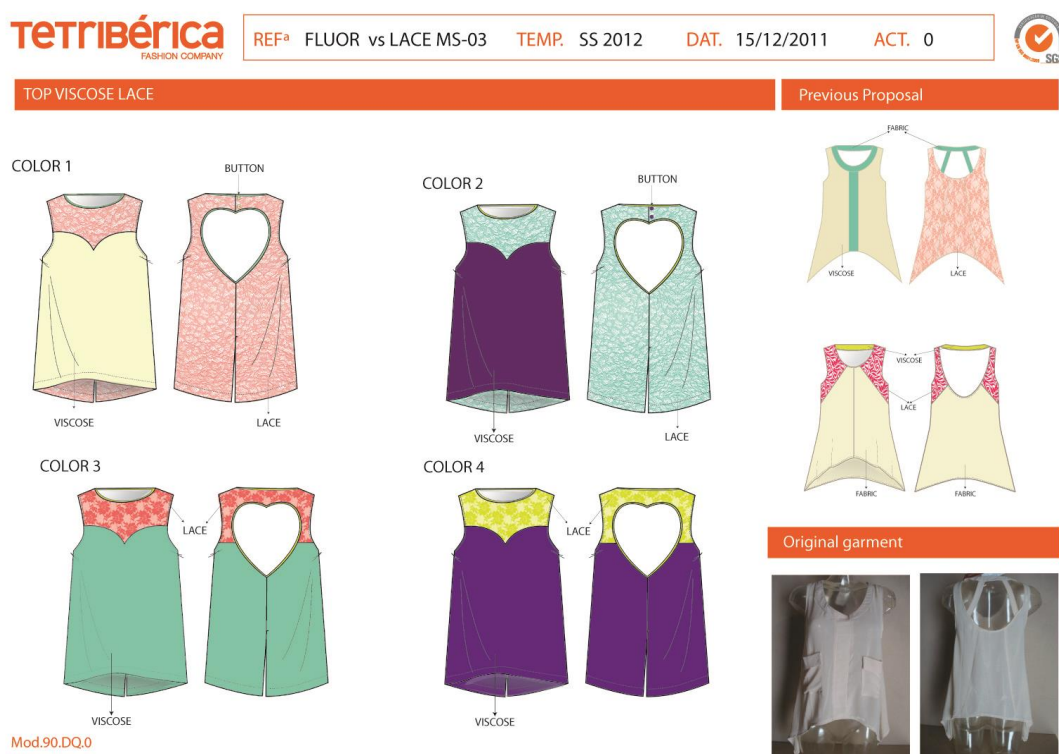 TETRIBérica
FASHION COMPANY
REFª FLUOR vs LACE MS-03 TEMP. SS 2012 DAT. 15/12/2011 ACT. 0
SG
TOP VISCOSE LACE
Previous Proposal
COLOR 1
BUTTON
VISCOSE
LACE
COLOR 2
BUTTON
VISCOSE
LACE
FABRIC
VISCOSE
LACE
VISCOSE
LACE
FABRIC
FABRIC
COLOR 3
LACE
VISCOSE
COLOR 4
LACE
VISCOSE
Original garment
Mod.90.DQ.0